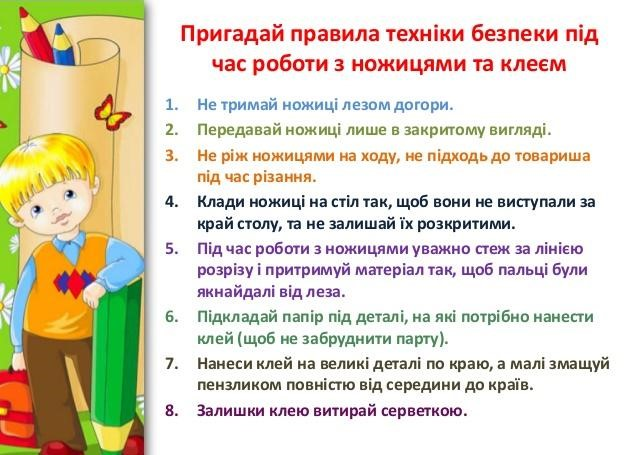 Пригадай правила техніки безпеки під
час роботи з ножицями та клеєм
1. Не тримай ножиці лезом догори.
2. Передавай ножиці лише в закритому вигляді.
3. Не ріж ножицями на ходу, не підходь до товариша
під час різання.
4. Клади ножиці на стіл так, щоб вони не виступали за
край столу, та не залишай їх розкритими.
5. Під час роботи з ножицями уважно стеж за лінією
розрізу і притримуй матеріал так, щоб пальці були
якнайдалі від леза.
6. Підкладай папір під деталі, на які потрібно нанести
клей (щоб не забруднити парту).
7. Нанеси клей на великі деталі по краю, а малі змащуй
пензликом повністю від середини до країв.
8. Залишки клею витирай серветкою.